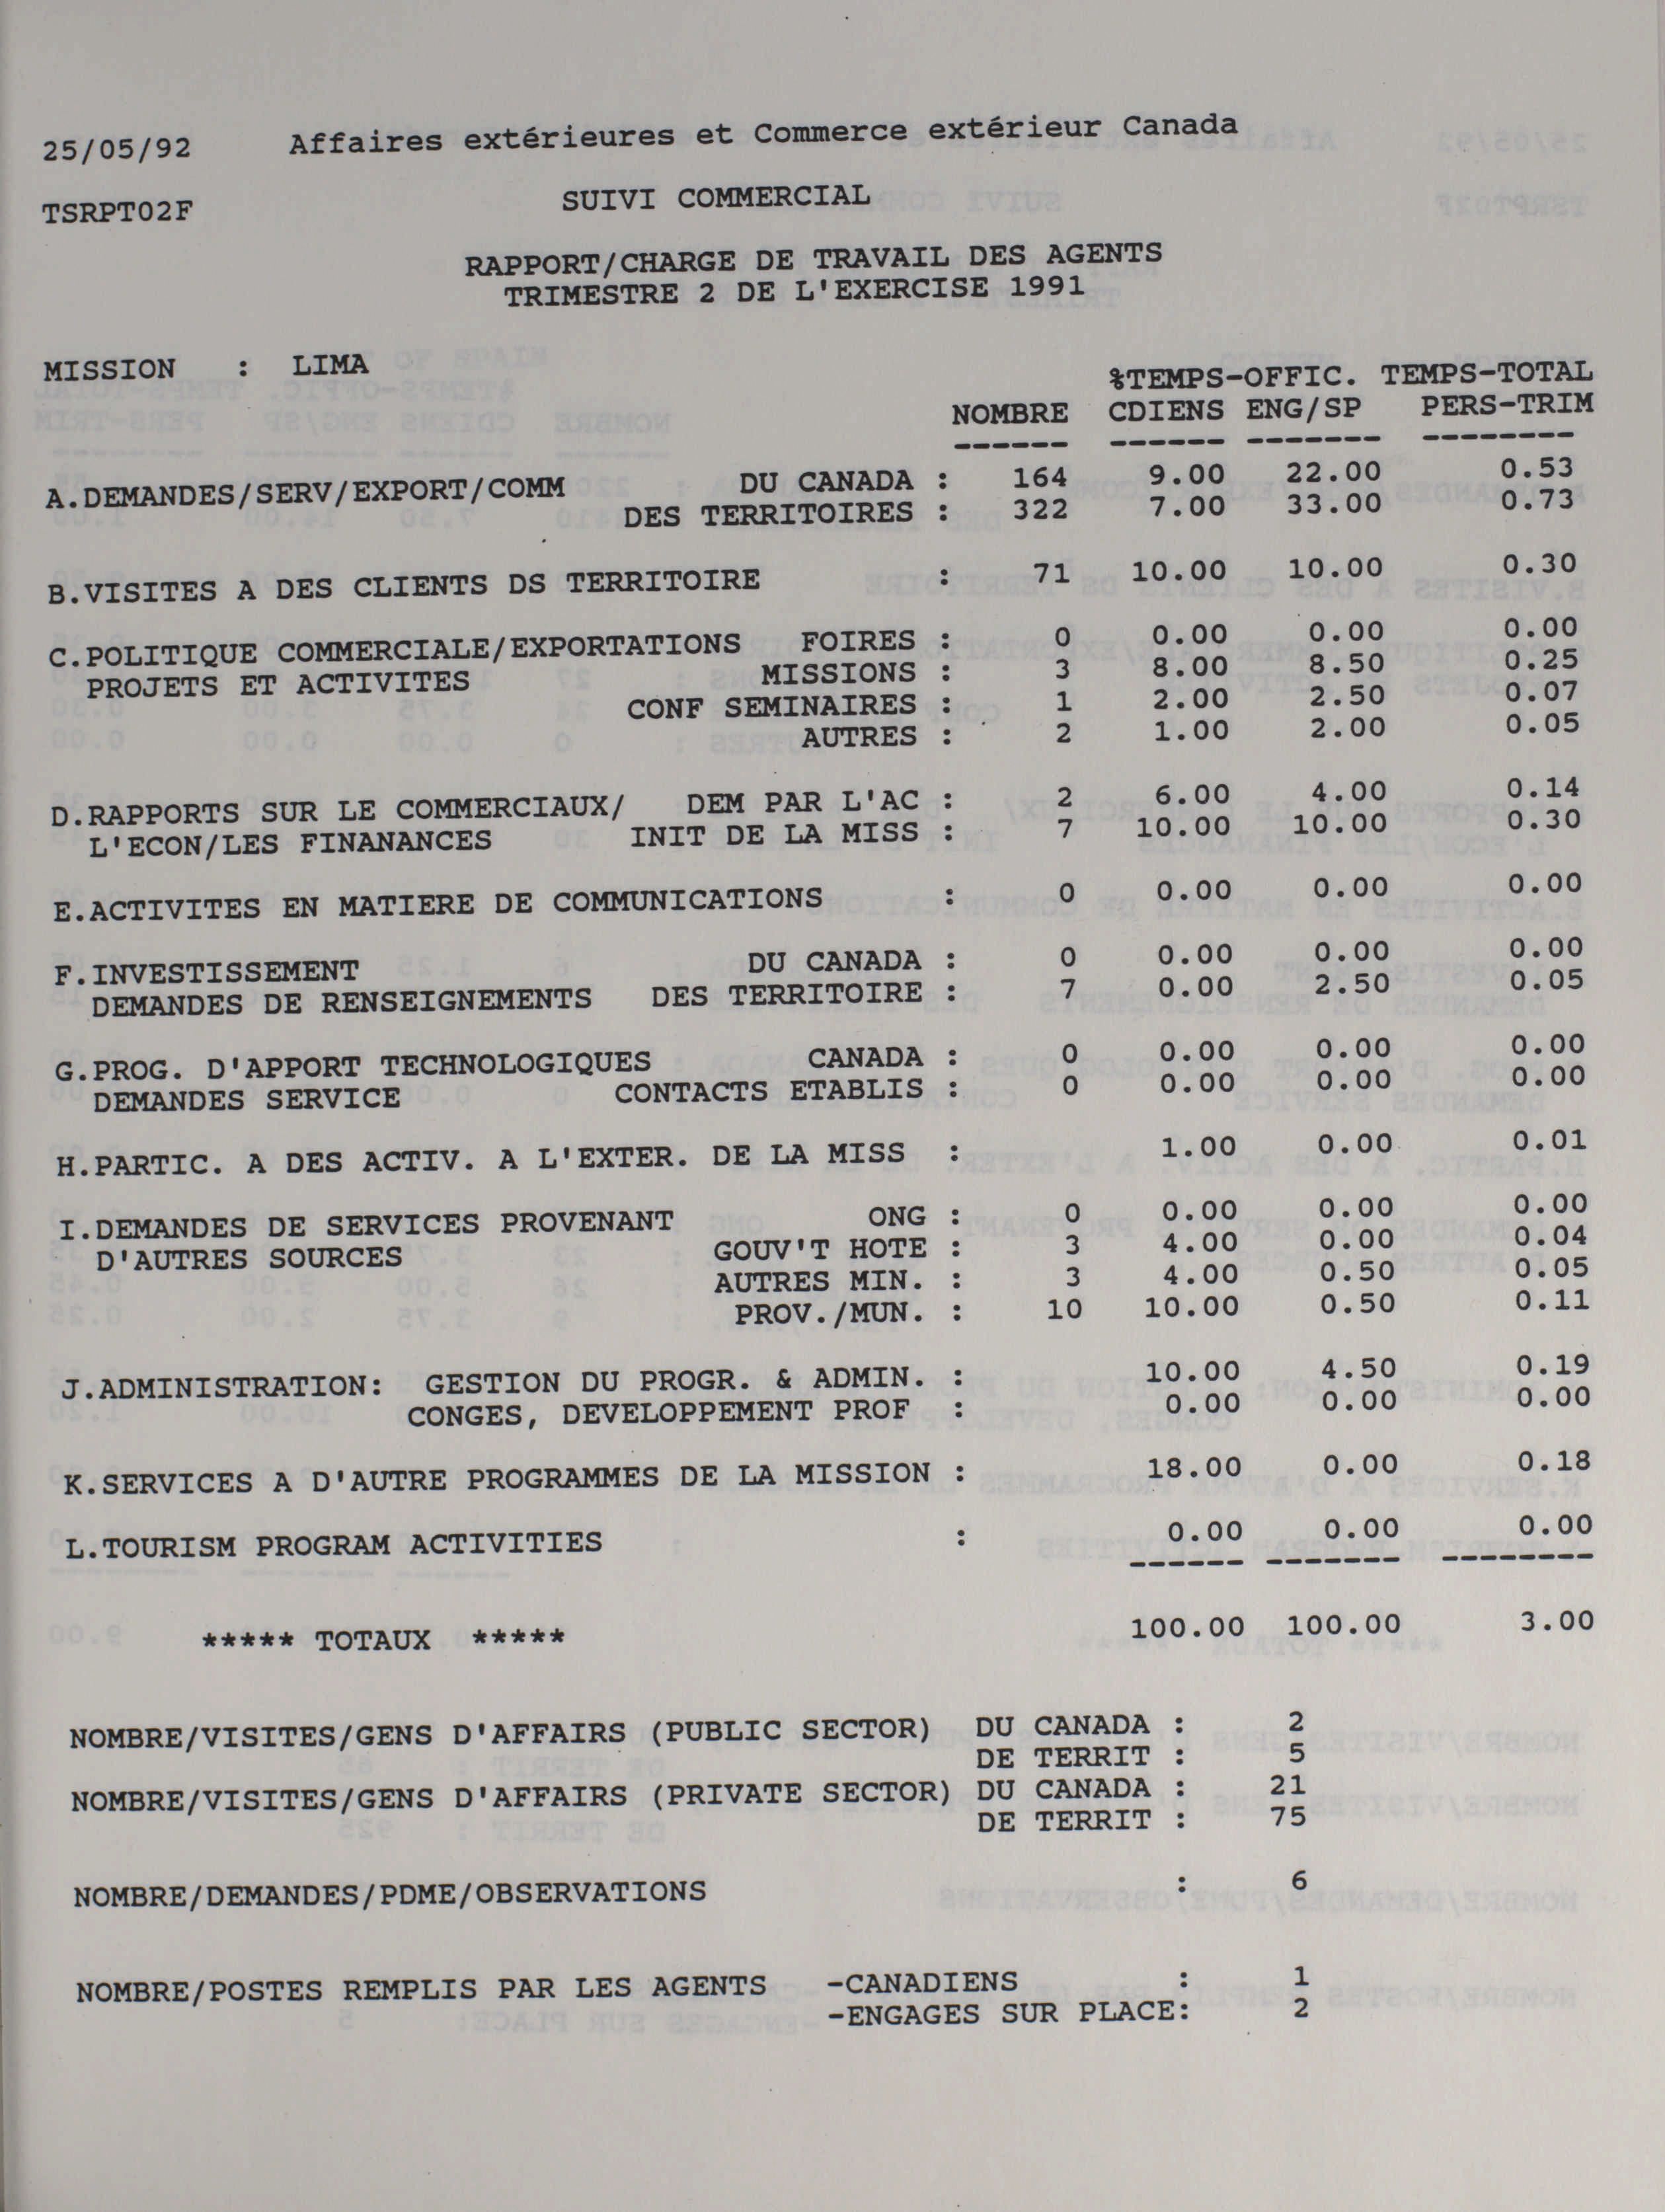 25/05/92 Affaires extérieures et Commerce extérieur Canada
TSRPT02F SUIVI COMMERCIAL
RAPPORT/CHARGE DE TRAVAIL DES AGENTS
TRIMESTRE 2 DE L'EXERCISE 1991
MISSION : LIMA
%TEMPS-OFFIC. TEMPS-TOTAL
NOMBRE CDIENS ENG/SP PERS-TRIM
------ ------ ------- --------
A.DEMANDES/SERV/EXPORT/COMM DU CANADA : 164 9.00 22.00 0.53
DES TERRITOIRES : 322 7.00 33.00 0.73
B.VISITES A DES CLIENTS DS TERRITOIRE : 71 10.00 10.00 0.30
C.POLITIQUE COMMERCIALE/EXPORTATIONS FOIRES : 0 0.00 0.00 0.00
PROJETS ET ACTIVITES MISSIONS : 3 8.00 8.50 0.25
CONF SEMINAIRES : 1 2.00 2.50 0.07
AUTRES : 2 1.00 2.00 0.05
D.RAPPORTS SUR LE COMMERCIAUX/ DEM PAR L'AC : 2 6.00 4.00 0.14
L'ECON/LES FINANANCES INIT DE LA MISS : 7 10.00 10.00 0.30
E.ACTIVITES EN MATIERE DE COMMUNICATIONS : 0 0.00 0.00 0.00
F.INVESTISSEMENT DU CANADA : 0 0.00 0.00 0.00
DEMANDES DE RENSEIGNEMENTS DES TERRITOIRE : 7 0.00 2.50 0.05
G.PROG. D'APPORT TECHNOLOGIQUES CANADA : 0 0.00 0.00 0.00
DEMANDES SERVICE CONTACTS ETABLIS : 0 0.00 0.00 0.00
H.PARTIC. A DES ACTIV. A L'EXTER. DE LA MISS : 1.00 0.00 0.01
I.DEMANDES DE SERVICES PROVENANT ONG : 0 0.00 0.00 0.00
D'AUTRES SOURCES GOUV'T HOTE : 3 4.00 0.00 0.04
AUTRES MIN. : 3 4.00 0.50 0.05
PROV./MUN. : 10 10.00 0.50 0.11
J.ADMINISTRATION: GESTION DU PROGR. & ADMIN. : 10.00 4.50 0.19
CONGES, DEVELOPPEMENT PROF : 0.00 0.00 0.00
K.SERVICES A D'AUTRE PROGRAMMES DE LA MISSION : 18.00 0.00 0.18
L.TOURISM PROGRAM ACTIVITIES : 0.00 0.00 0.00
------ ------- --------
***** TOTAUX ***** 100.00 100.00 3.00
NOMBRE/VISITES/GENS D'AFFAIRS (PUBLIC SECTOR) DU CANADA : 2
DE TERRIT : 5
NOMBRE/VISITES/GENS D'AFFAIRS (PRIVATE SECTOR) DU CANADA : 21
DE TERRIT : 75
NOMBRE/DEMANDES/PDME/OBSERVATIONS : 6
NOMBRE/POSTES REMPLIS PAR LES AGENTS -CANADIENS : 1
-ENGAGES SUR PLACE: 2